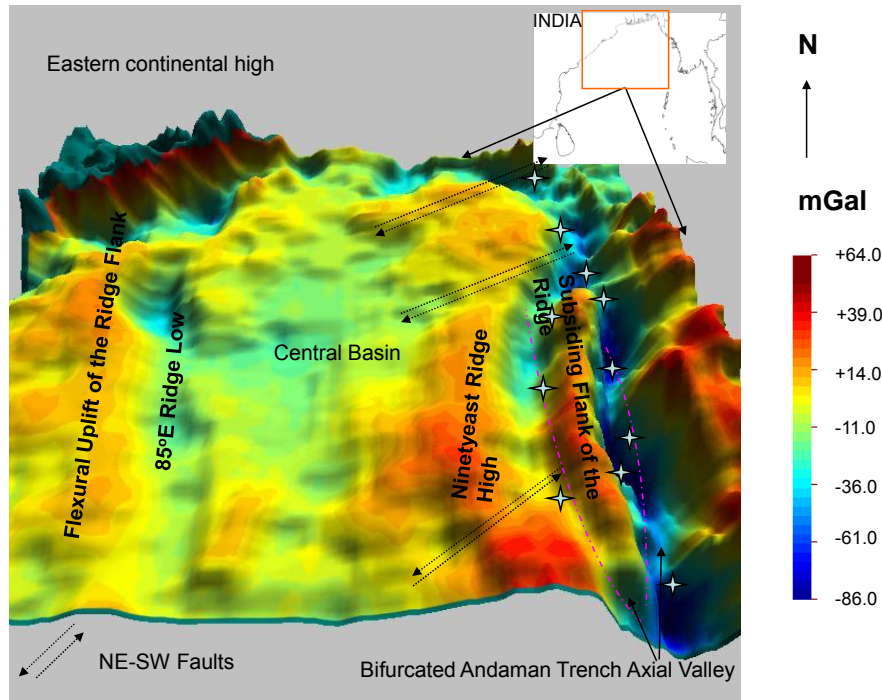 INDIA
N
Eastern continental high
mGal
+64.0
+39.0
+14.0
-11.0
-36.0
-61.0
-86.0
Flexural Uplift of the Ridge Flank
85ºE Ridge Low
Central Basin
Ninetyeast Ridge
High
Subsiding Flank of the
Ridge
NE-SW Faults
Bifurcated Andaman Trench Axial Valley